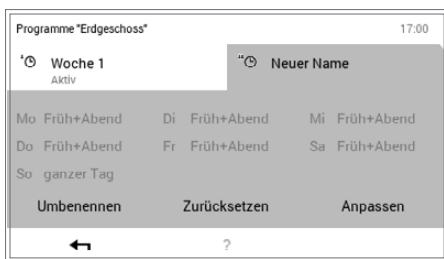 Programme "Erdgeschoss" 17:00
Woche 1 Neuer Name
Aktiv
Mo Früh+Abend Di Früh+Abend Mi Früh+Abend
Do Früh+Abend Fr Früh+Abend Sa Früh+Abend
So ganzer Tag
Umbenennen Zurücksetzen Anpassen
?